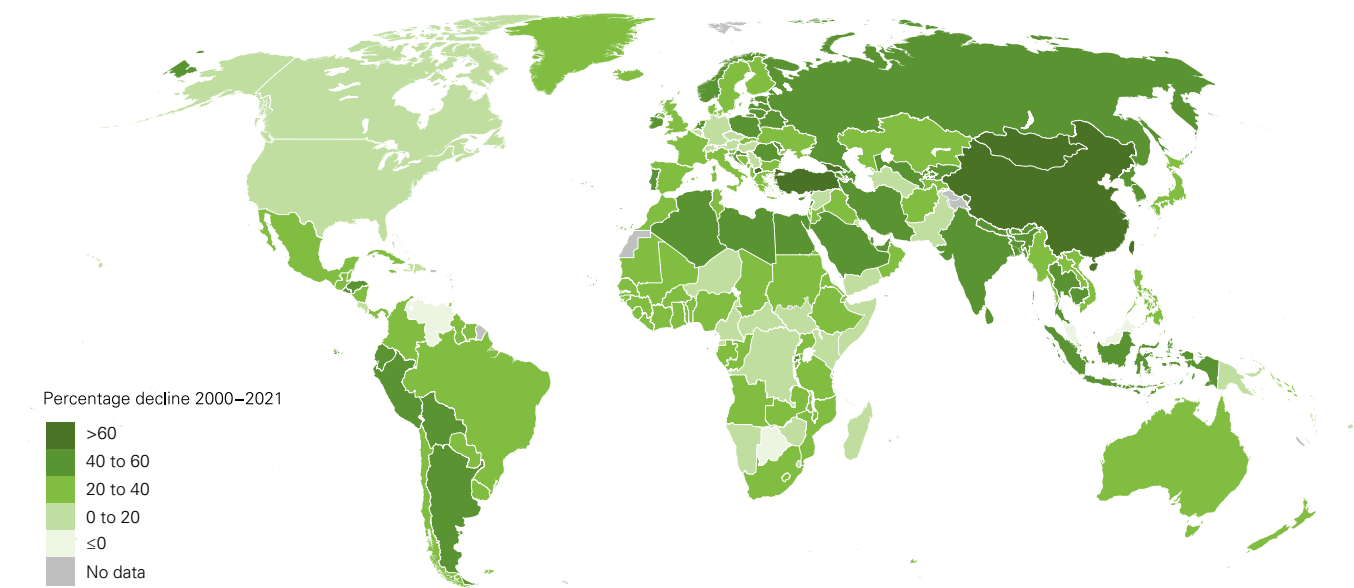 Percentage decline 2000–2021
>60
40 to 60
20 to 40
0 to 20
≤0
No data